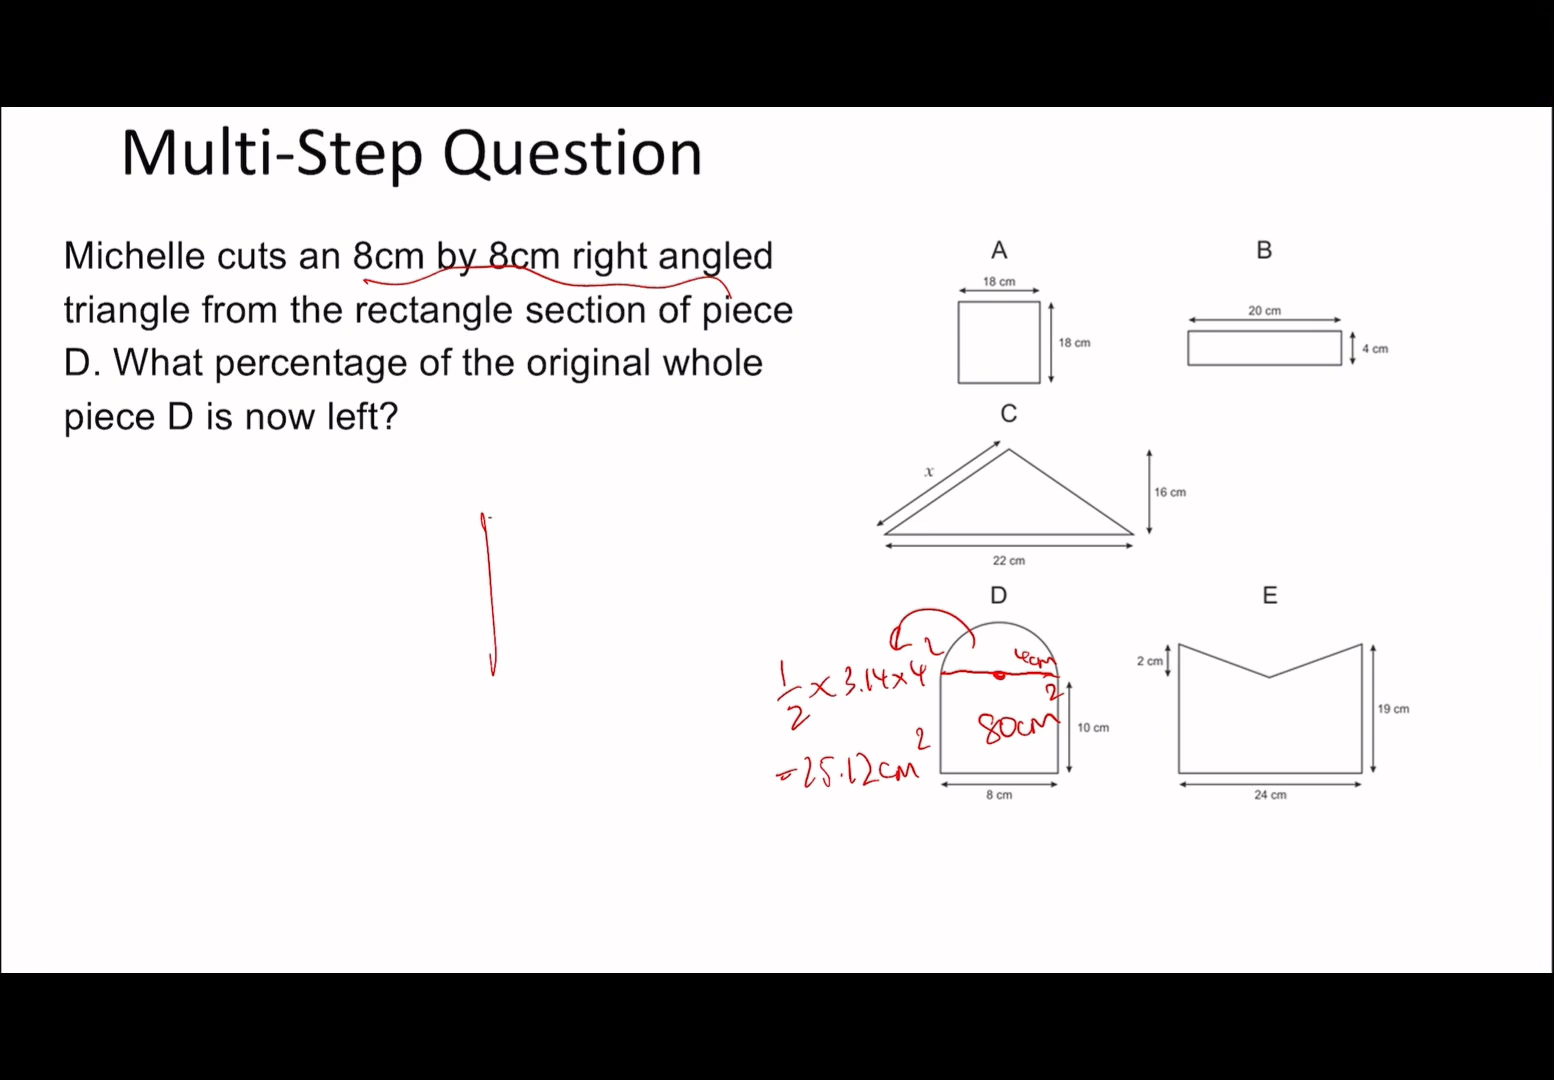 Multi-Step Question
Michelle cuts an 8cm by 8cm right angled
triangle from the rectangle section of piece
D. What percentage of the original whole
piece D is now left?
A
18 cm
18 cm
B
20 cm
4 cm
C
x
16 cm
22 cm
D
4cm
½ × 3.14 × 4²
= 25.12cm²
80cm²
10 cm
8 cm
E
2 cm
19 cm
24 cm